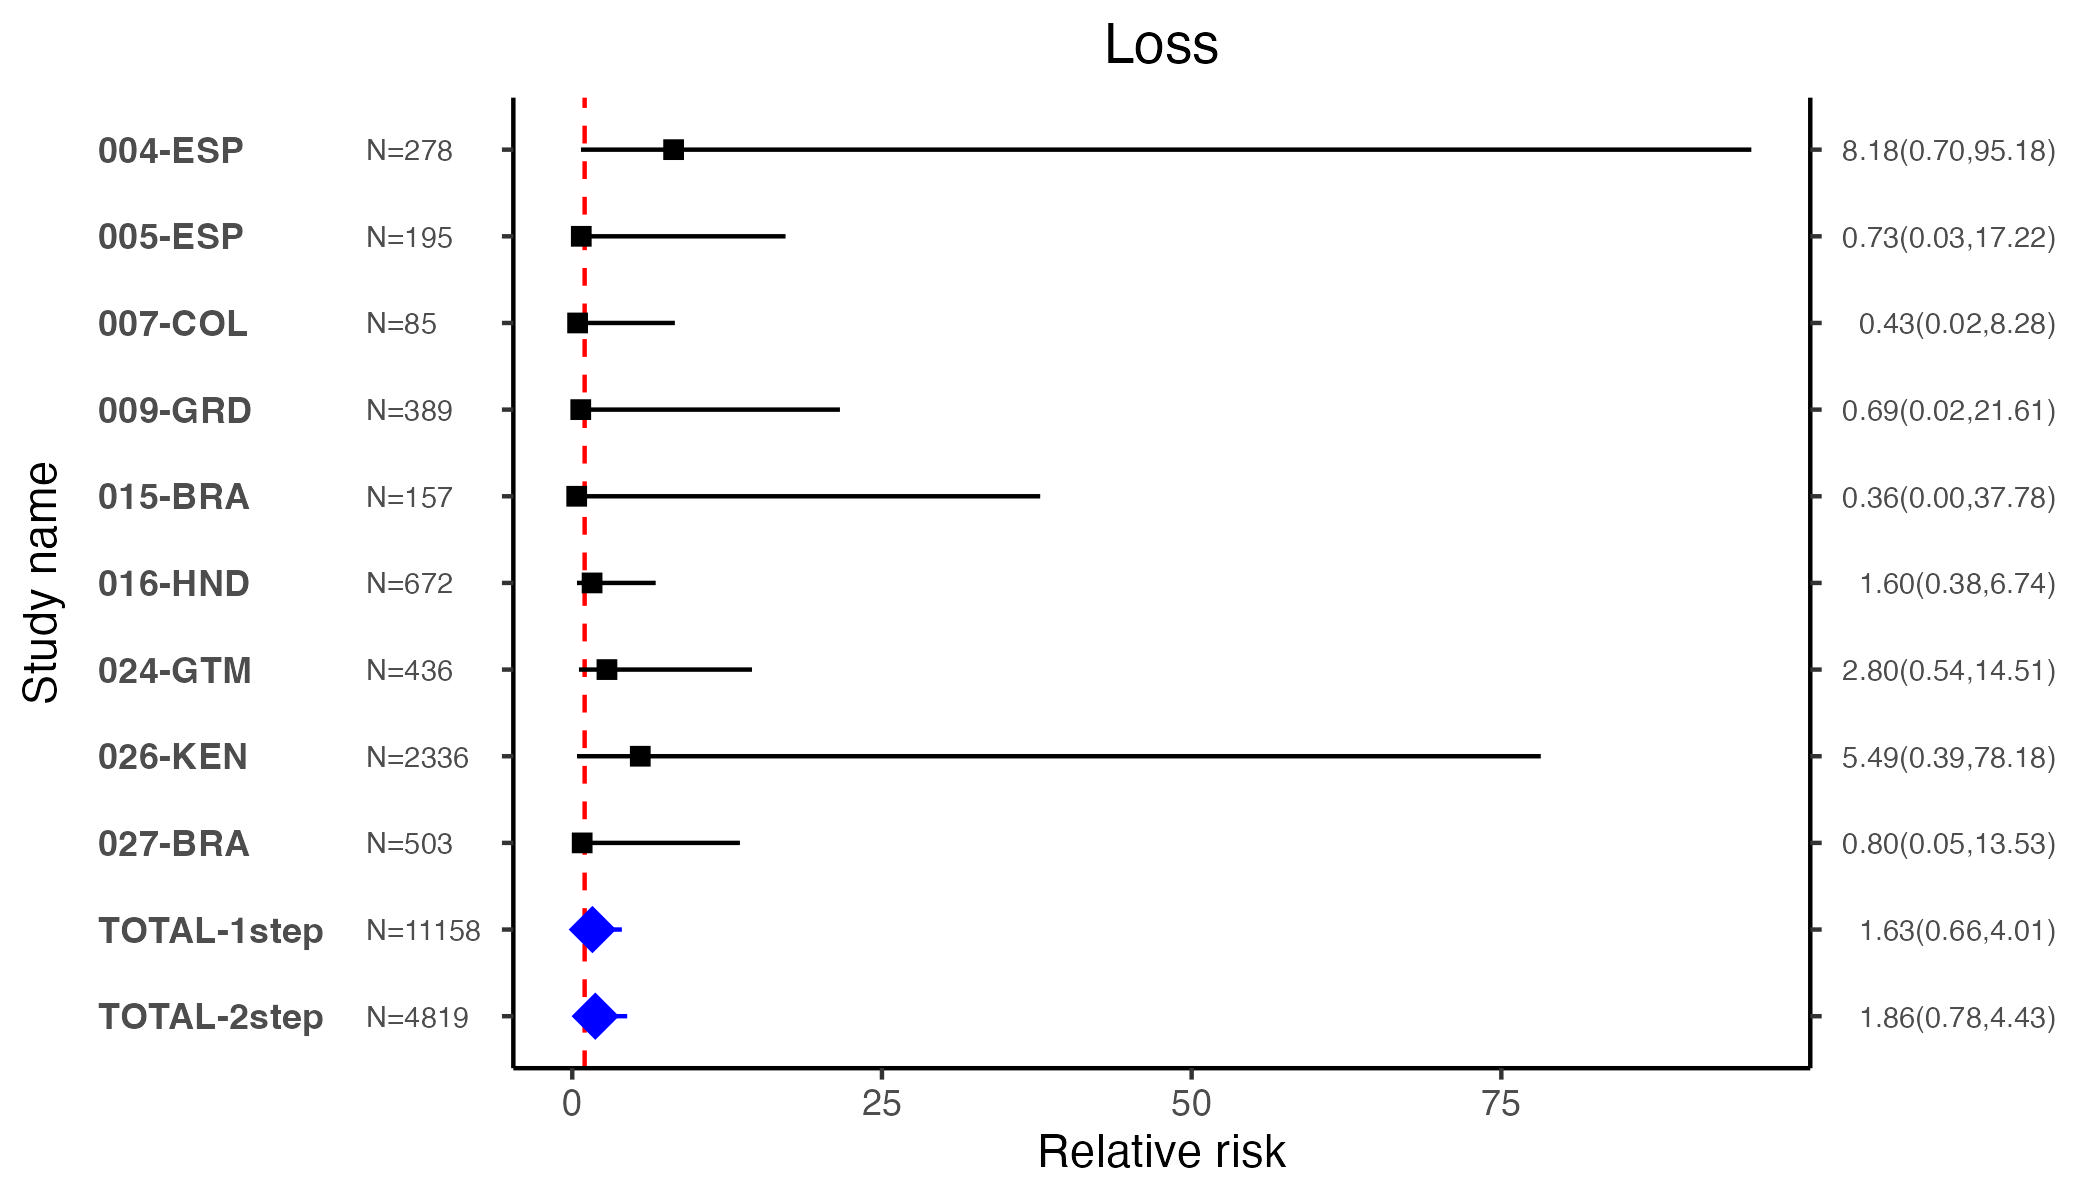 Loss
Study name
004-ESP N=278 8.18(0.70,95.18)
005-ESP N=195 0.73(0.03,17.22)
007-COL N=85 0.43(0.02,8.28)
009-GRD N=389 0.69(0.02,21.61)
015-BRA N=157 0.36(0.00,37.78)
016-HND N=672 1.60(0.38,6.74)
024-GTM N=436 2.80(0.54,14.51)
026-KEN N=2336 5.49(0.39,78.18)
027-BRA N=503 0.80(0.05,13.53)
TOTAL-1step N=11158 1.63(0.66,4.01)
TOTAL-2step N=4819 1.86(0.78,4.43)
0 25 50 75
Relative risk